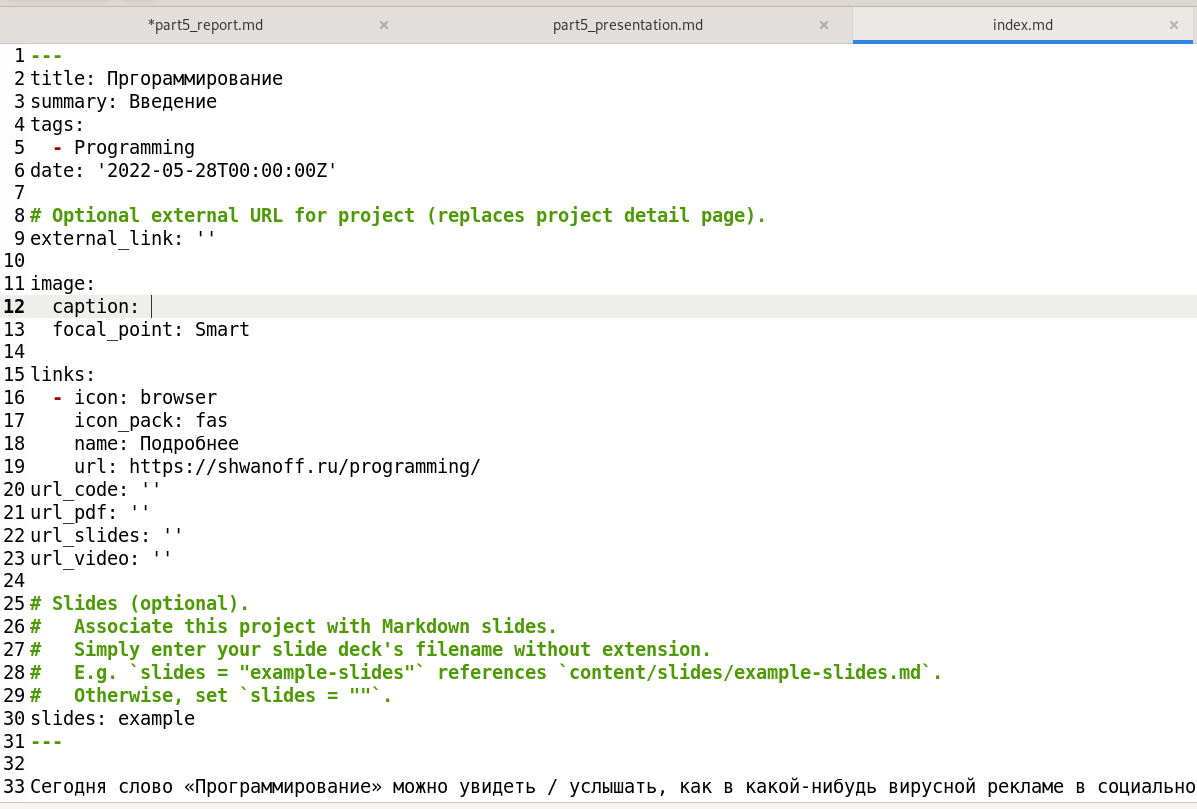 *part5_report.md × part5_presentation.md × index.md ×
1 ---
2 title: Пргораммирование
3 summary: Введение
4 tags:
5   - Programming
6 date: '2022-05-28T00:00:00Z'
7
8 # Optional external URL for project (replaces project detail page).
9 external_link: ''
10
11 image:
12   caption:
13   focal_point: Smart
14
15 links:
16   - icon: browser
17     icon_pack: fas
18     name: Подробнее
19     url: https://shwanoff.ru/programming/
20 url_code: ''
21 url_pdf: ''
22 url_slides: ''
23 url_video: ''
24
25 # Slides (optional).
26 #   Associate this project with Markdown slides.
27 #   Simply enter your slide deck's filename without extension.
28 #   E.g. `slides = "example-slides"` references `content/slides/example-slides.md`.
29 #   Otherwise, set `slides = ""`.
30 slides: example
31 ---
32
33 Сегодня слово «Программирование» можно увидеть / услышать, как в какой-нибудь вирусной рекламе в социально